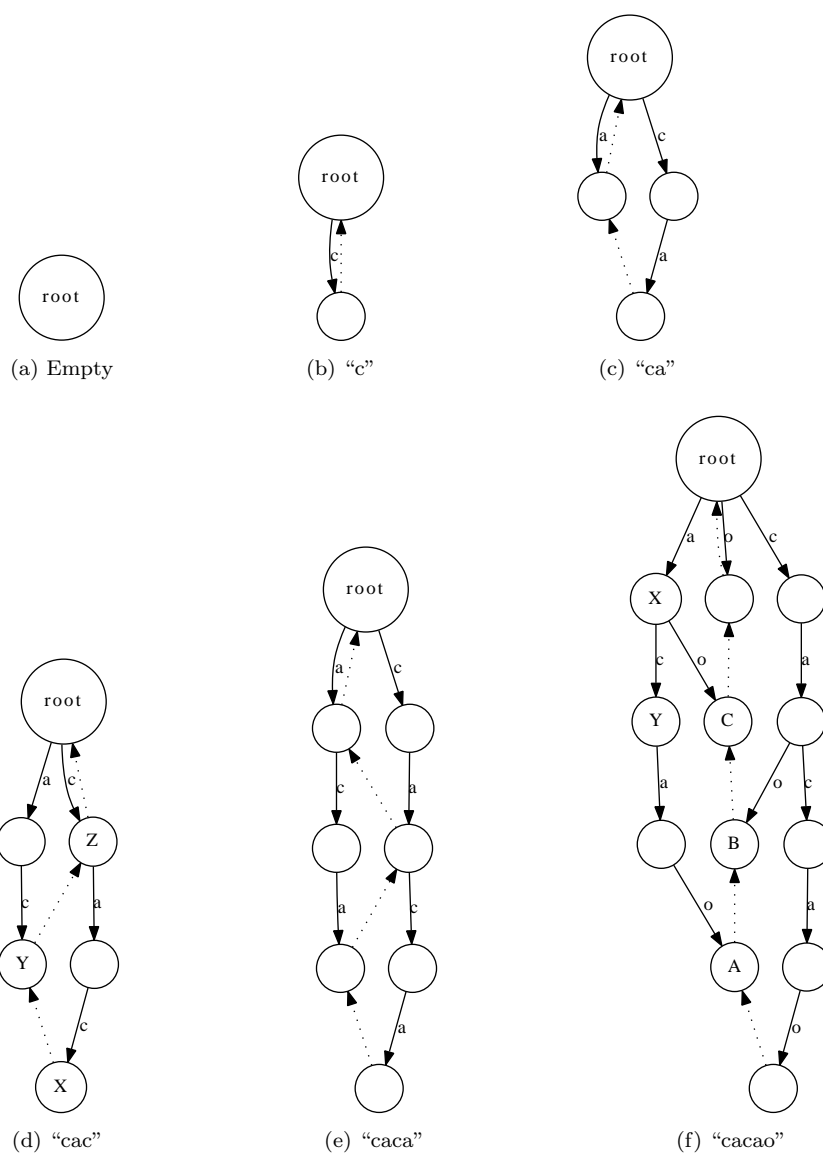 root
root
root
a
c
c
a
(a) Empty
(b) “c”
(c) “ca”
root
a
o
c
X
c
o
a
Y
C
a
o
c
B
o
a
A
o
root
a
c
c
a
a
c
a
root
a
c
Z
c
a
Y
c
X
(d) “cac”
(e) “caca”
(f) “cacao”